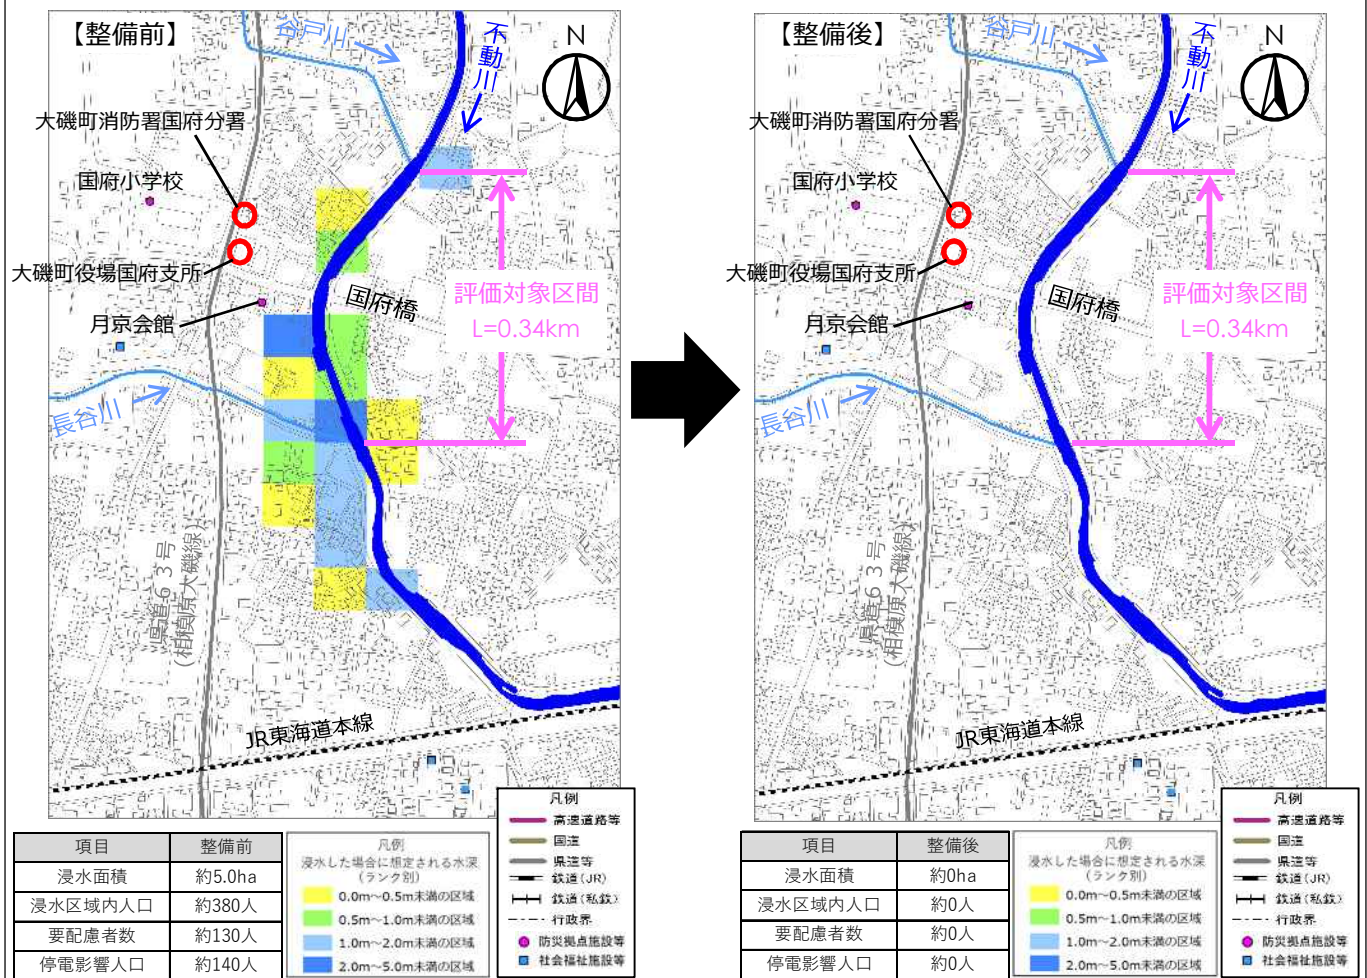 【整備前】
谷戸川
不動川
N
大磯町消防署国府分署
国府小学校
大磯町役場国府支所
国府橋
評価対象区間
L=0.34km
月京会館
長谷川
県道63号
(相模原大磯線)
JR東海道本線
項目 整備前
浸水面積 約5.0ha
浸水区域内人口 約380人
要配慮者数 約130人
停電影響人口 約140人
凡例
浸水した場合に想定される水深
(ランク別)
0.0m～0.5m未満の区域
0.5m～1.0m未満の区域
1.0m～2.0m未満の区域
2.0m～5.0m未満の区域
凡例
高速道路等
国道
県道等
鉄道(JR)
鉄道(私鉄)
行政界
防災拠点施設等
社会福祉施設等
【整備後】
谷戸川
不動川
N
大磯町消防署国府分署
国府小学校
大磯町役場国府支所
国府橋
評価対象区間
L=0.34km
月京会館
長谷川
県道63号
(相模原大磯線)
JR東海道本線
項目 整備後
浸水面積 約0ha
浸水区域内人口 約0人
要配慮者数 約0人
停電影響人口 約0人
凡例
浸水した場合に想定される水深
(ランク別)
0.0m～0.5m未満の区域
0.5m～1.0m未満の区域
1.0m～2.0m未満の区域
2.0m～5.0m未満の区域
凡例
高速道路等
国道
県道等
鉄道(JR)
鉄道(私鉄)
行政界
防災拠点施設等
社会福祉施設等